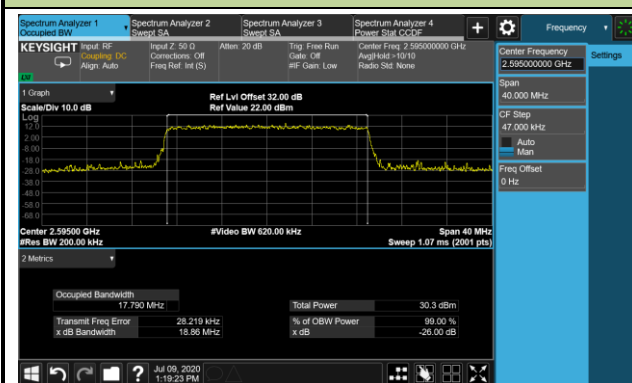 Spectrum Analyzer 1
Occupied BW
Spectrum Analyzer 2
Swept SA
Spectrum Analyzer 3
Swept SA
Spectrum Analyzer 4
Power Stat CCDF
+
Frequency
KEYSIGHT
Input: RF
Coupling: DC
Align: Auto
Input Z: 50 Ω
Corrections: Off
Freq Ref: Int (S)
Atten: 20 dB
Trig: Free Run
Gate: Off
#IF Gain: Low
Center Freq: 2.595000000 GHz
Avg|Hold:>10/10
Radio Std: None
Center Frequency
2.595000000 GHz
Settings
Span
40.000 MHz
CF Step
47.000 kHz
Auto
Man
Freq Offset
0 Hz
1 Graph
Scale/Div 10.0 dB
Ref Lvl Offset 32.00 dB
Ref Value 22.00 dBm
Log
12.0
2.00
-8.00
-18.0
-28.0
-38.0
-48.0
-58.0
-68.0
Center 2.59500 GHz
#Res BW 200.00 kHz
#Video BW 620.00 kHz
Span 40 MHz
Sweep 1.07 ms (2001 pts)
2 Metrics
Occupied Bandwidth
17.790 MHz
Total Power 30.3 dBm
Transmit Freq Error 28.219 kHz
% of OBW Power 99.00 %
x dB Bandwidth 18.86 MHz
x dB -26.00 dB
?
Jul 09, 2020
1:19:23 PM